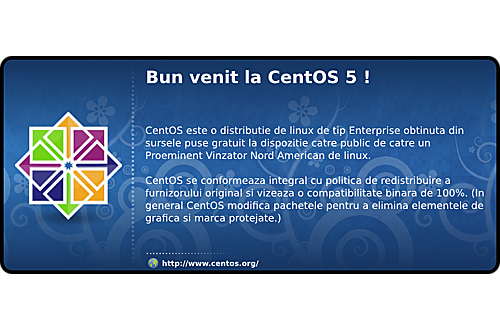 Bun venit la CentOS 5 !
CentOS este o distributie de linux de tip Enterprise obtinuta din
sursele puse gratuit la dispozitie catre public de catre un
Proeminent Vinzator Nord American de linux.
CentOS se conformeaza integral cu politica de redistribuire a
furnizorului original si vizeaza o compatibilitate binara de 100%. (In
general CentOS modifica pachetele pentru a elimina elementele de
grafica si marca protejate.)
http://www.centos.org/